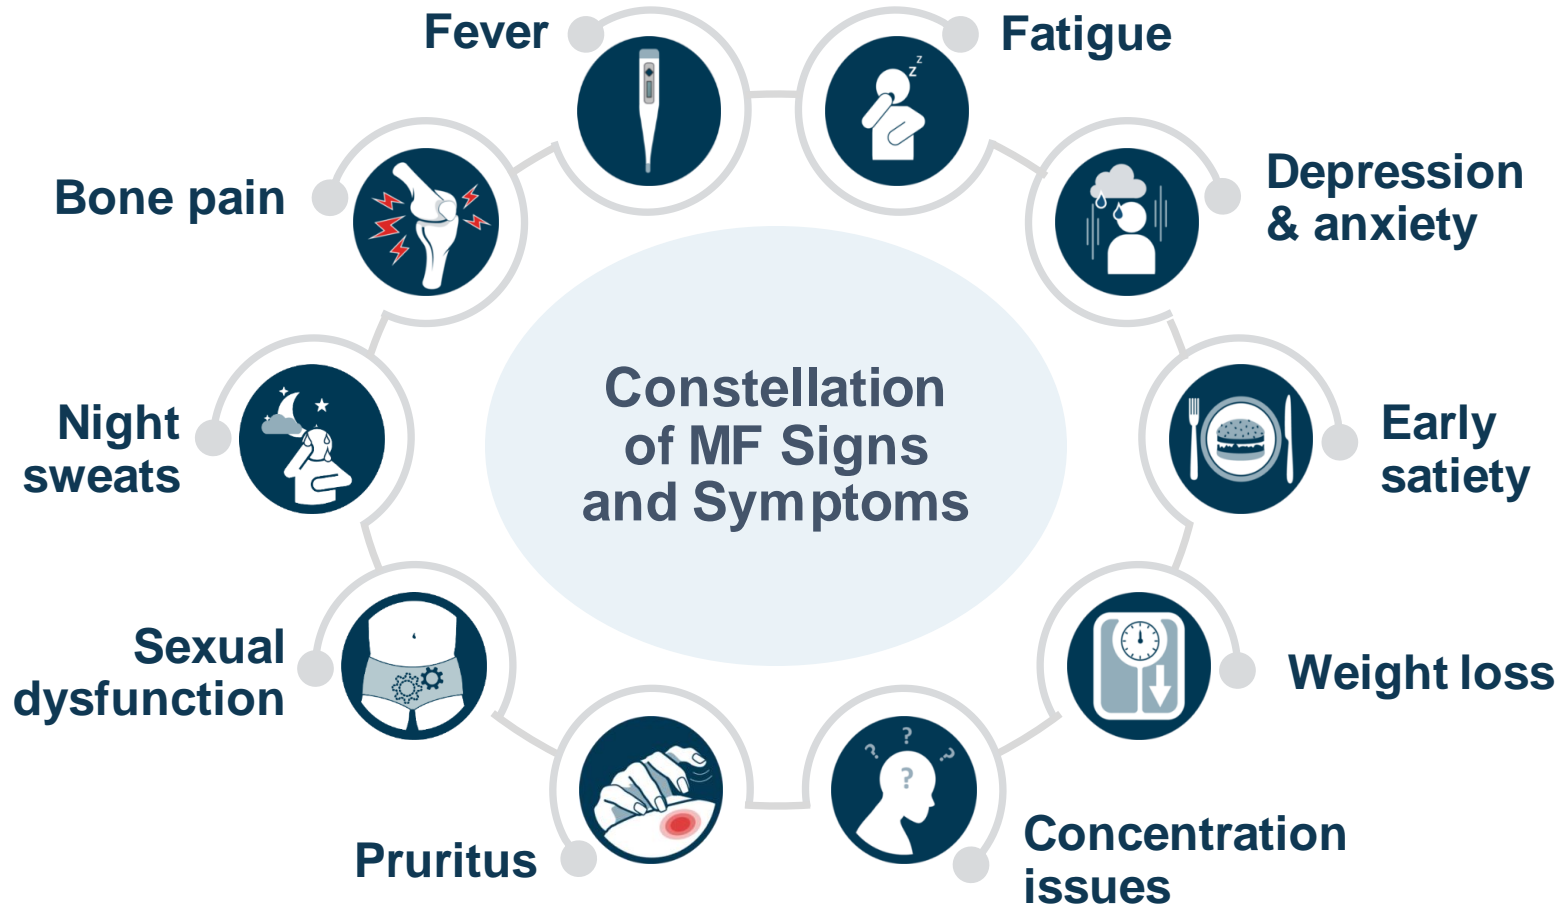 Fever
Fatigue
z
z
Bone pain
Depression
& anxiety
Constellation
of MF Signs
and Symptoms
Night
sweats
Early
satiety
Sexual
dysfunction
Weight loss
? ? ?
?
Pruritus
Concentration
issues